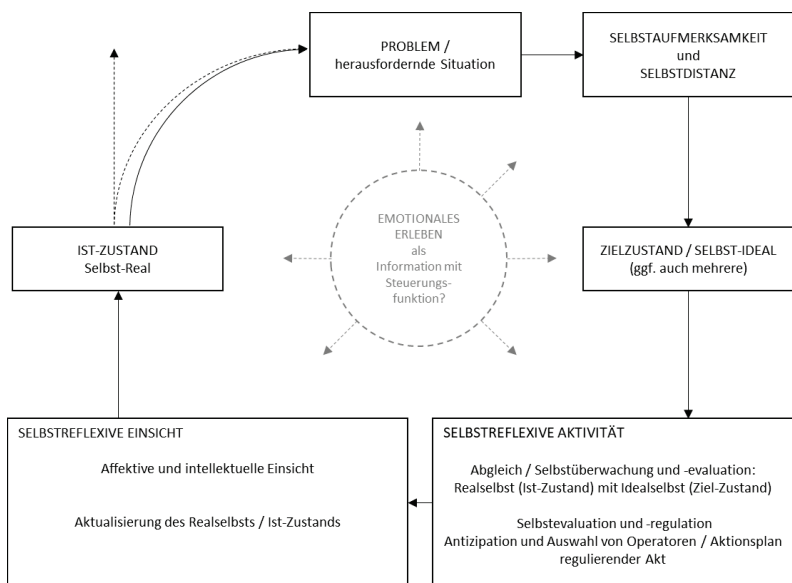 PROBLEM /
herausfordernde Situation
SELBSTAUFMERKSAMKEIT
und
SELBSTDISTANZ
EMOTIONALES
ERLEBEN
als
Information mit
Steuerungs-
funktion?
IST-ZUSTAND
Selbst-Real
ZIELZUSTAND / SELBST-IDEAL
(ggf. auch mehrere)
SELBSTREFLEXIVE EINSICHT
Affektive und intellektuelle Einsicht
Aktualisierung des Realselbsts / Ist-Zustands
SELBSTREFLEXIVE AKTIVITÄT
Abgleich / Selbstüberwachung und -evaluation:
Realselbst (Ist-Zustand) mit Idealselbst (Ziel-Zustand)
Selbstevaluation und -regulation
Antizipation und Auswahl von Operatoren / Aktionsplan
regulierender Akt